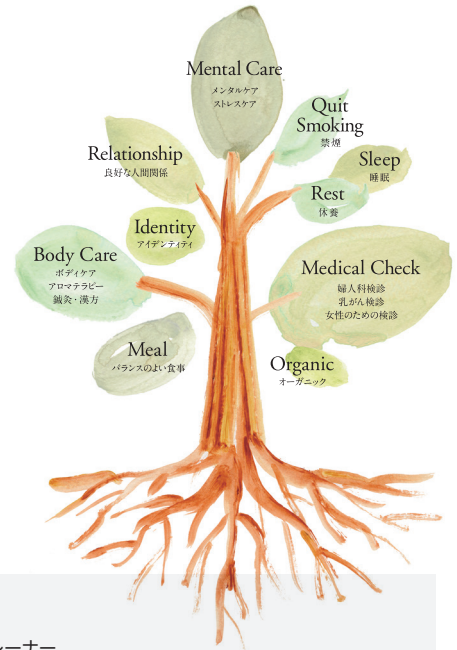 Mental Care
メンタルケア
ストレスケア
Quit
Smoking
禁煙
Relationship
良好な人間関係
Sleep
睡眠
Rest
休養
Identity
アイデンティティ
Body Care
ボディケア
アロマテラピー
鍼灸・漢方
Medical Check
婦人科検診
乳がん検診
女性のための検診
Meal
バランスのよい食事
Organic
オーガニック
ーナー